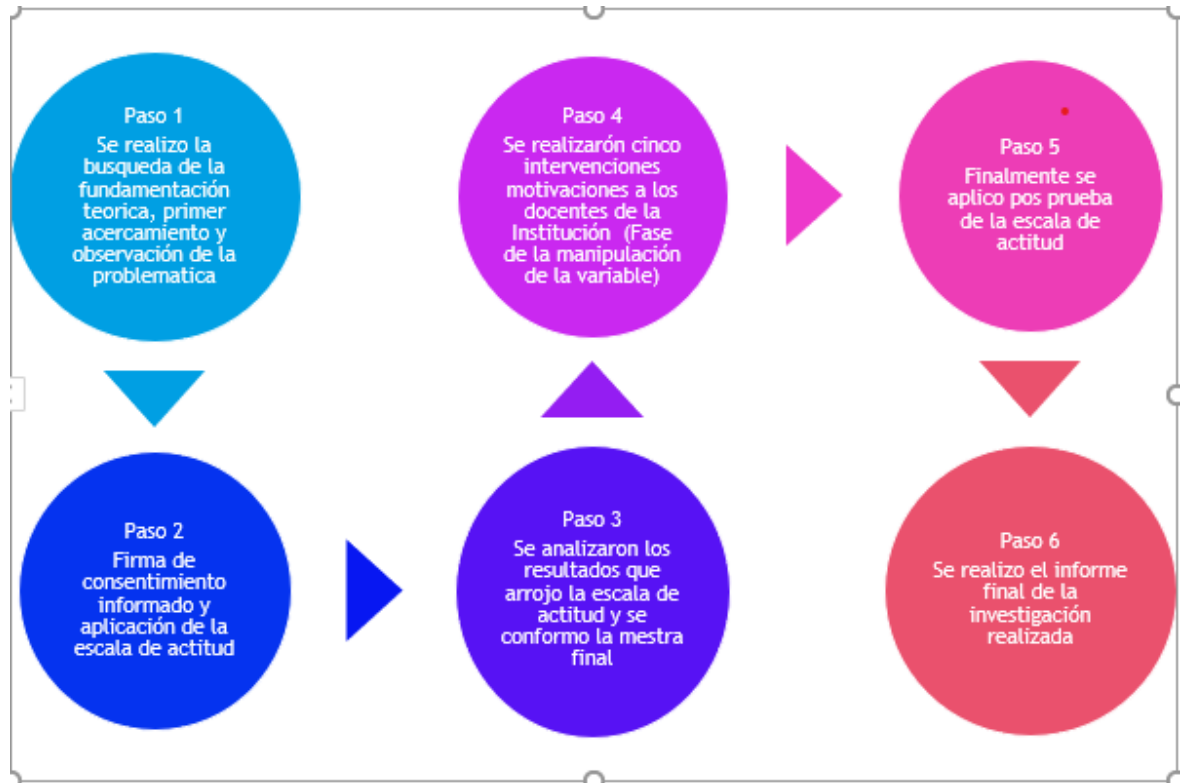 Paso 1
Se realizo la
busqueda de la
fundamentación
teorica, primer
acercamiento y
observación de la
problematica
Paso 2
Firma de
consentimiento
informado y
aplicación de la
escala de actitud
Paso 3
Se analizaron los
resultados que
arrojo la escala de
actitud y se
conformo la mestra
final
Paso 4
Se realizarón cinco
intervenciones
motivaciones a los
docentes de la
Institución (Fase
de la manipulación
de la variable)
Paso 5
Finalmente se
aplico pos prueba
de la escala de
actitud
Paso 6
Se realizo el informe
final de la
investigación
realizada